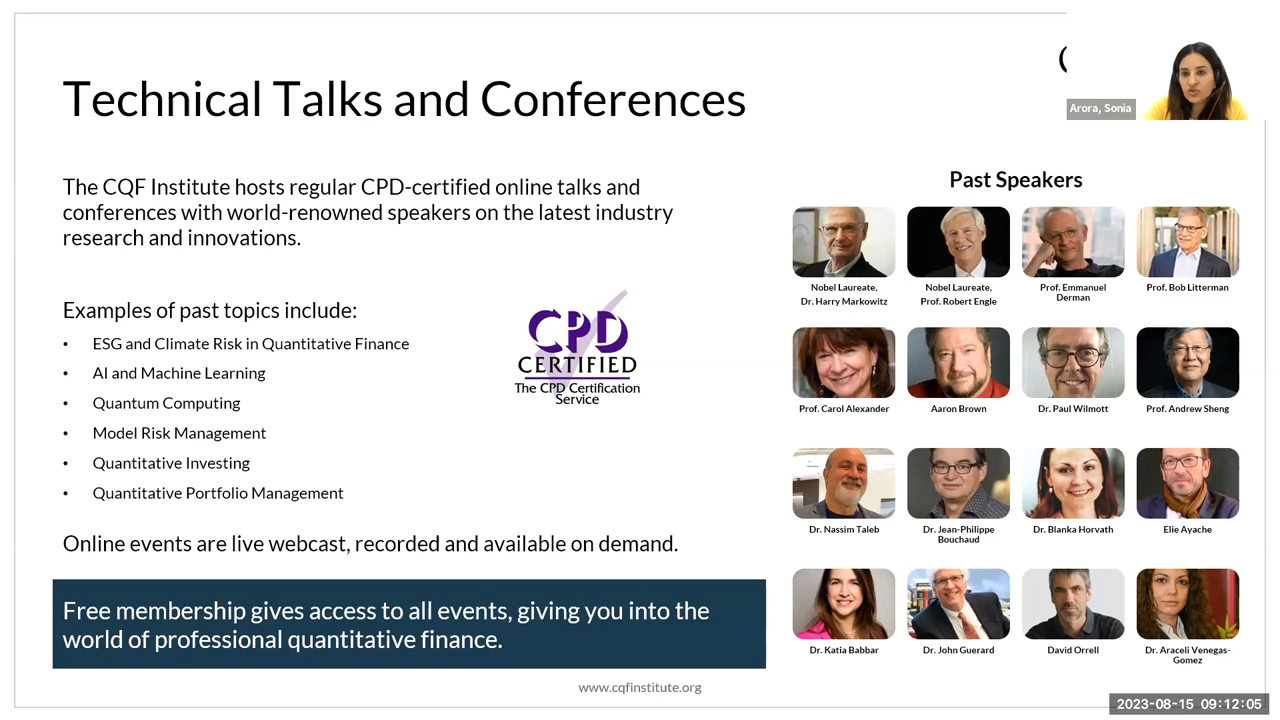 Technical Talks and Conferences
Arora, Sonia
The CQF Institute hosts regular CPD-certified online talks and
conferences with world-renowned speakers on the latest industry
research and innovations.
Examples of past topics include:
• ESG and Climate Risk in Quantitative Finance
• AI and Machine Learning
• Quantum Computing
• Model Risk Management
• Quantitative Investing
• Quantitative Portfolio Management
CPD
CERTIFIED
The CPD Certification
Service
Online events are live webcast, recorded and available on demand.
Free membership gives access to all events, giving you into the
world of professional quantitative finance.
Past Speakers
Nobel Laureate,
Dr. Harry Markowitz
Nobel Laureate,
Prof. Robert Engle
Prof. Emmanuel
Derman
Prof. Bob Litterman
Prof. Carol Alexander
Aaron Brown
Dr. Paul Wilmott
Prof. Andrew Sheng
Dr. Nassim Taleb
Dr. Jean-Philippe
Bouchaud
Dr. Blanka Horvath
Elie Ayache
Dr. Katia Babbar
Dr. John Guerard
David Orrell
Dr. Araceli Venegas-
Gomez
www.cqfinstitute.org
2023-08-15 09:12:05